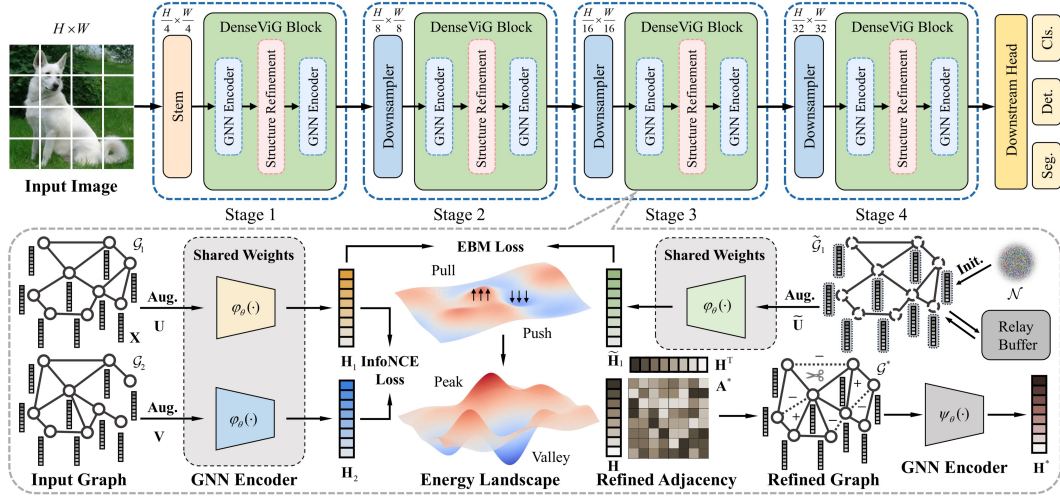 H×W
Input Image
H/4 × W/4
Stem
DenseViG Block
GNN Encoder
Structure Refinement
GNN Encoder
Stage 1
H/8 × W/8
Downsampler
DenseViG Block
GNN Encoder
Structure Refinement
GNN Encoder
Stage 2
H/16 × W/16
Downsampler
DenseViG Block
GNN Encoder
Structure Refinement
GNN Encoder
Stage 3
H/32 × W/32
Downsampler
DenseViG Block
GNN Encoder
Structure Refinement
GNN Encoder
Stage 4
Downstream Head
Cls.
Det.
Seg.
𝒢₁
X
Aug.
U
𝒢₂
Aug.
V
Input Graph
Shared Weights
φ_θ(·)
φ_θ(·)
GNN Encoder
H₁
InfoNCE
Loss
H₂
EBM Loss
Pull
Push
Peak
Valley
Energy Landscape
H̃₁
Shared Weights
φ_θ(·)
Aug.
Ũ
𝒢̃₁
Init.
𝒩
Relay
Buffer
Hᵀ
A*
H
Refined Adjacency
𝒢*
−
−
+
+
−
Refined Graph
ψ_θ(·)
GNN Encoder
H*